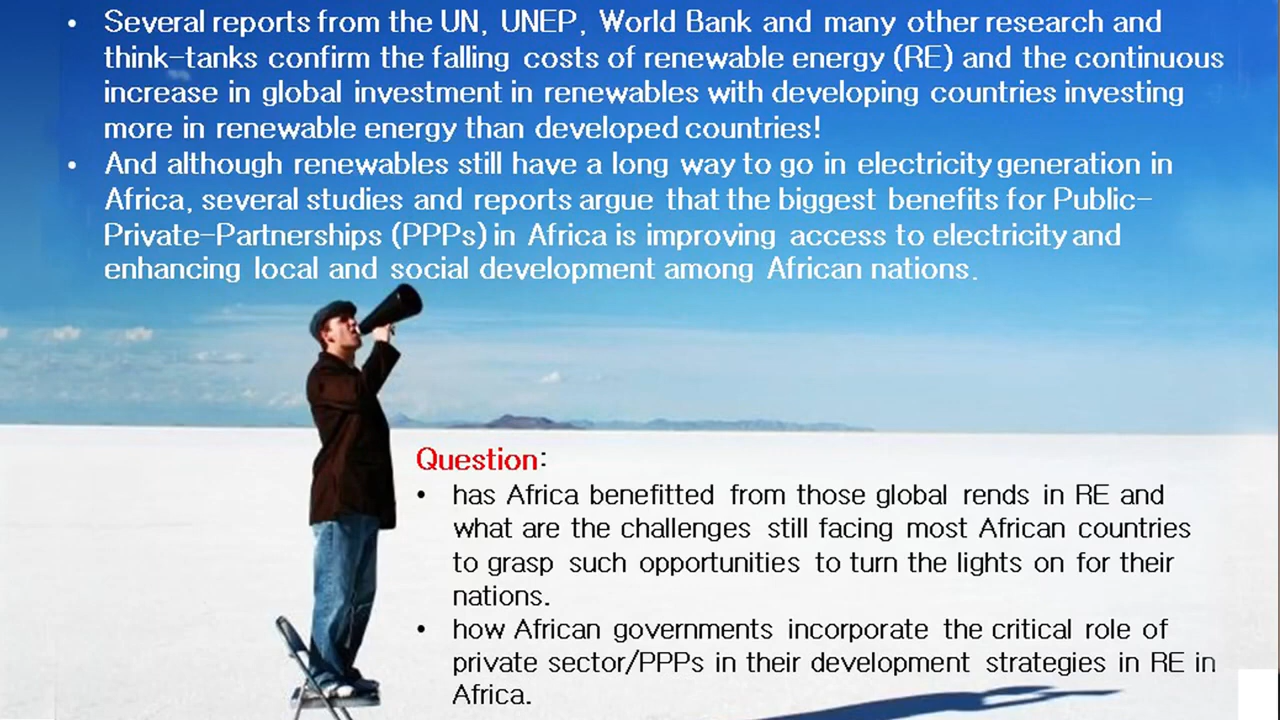 • Several reports from the UN, UNEP, World Bank and many other research and
think-tanks confirm the falling costs of renewable energy (RE) and the continuous
increase in global investment in renewables with developing countries investing
more in renewable energy than developed countries!
• And although renewables still have a long way to go in electricity generation in
Africa, several studies and reports argue that the biggest benefits for Public-
Private-Partnerships (PPPs) in Africa is improving access to electricity and
enhancing local and social development among African nations.
Question:
• has Africa benefitted from those global rends in RE and
what are the challenges still facing most African countries
to grasp such opportunities to turn the lights on for their
nations.
• how African governments incorporate the critical role of
private sector/PPPs in their development strategies in RE in
Africa.